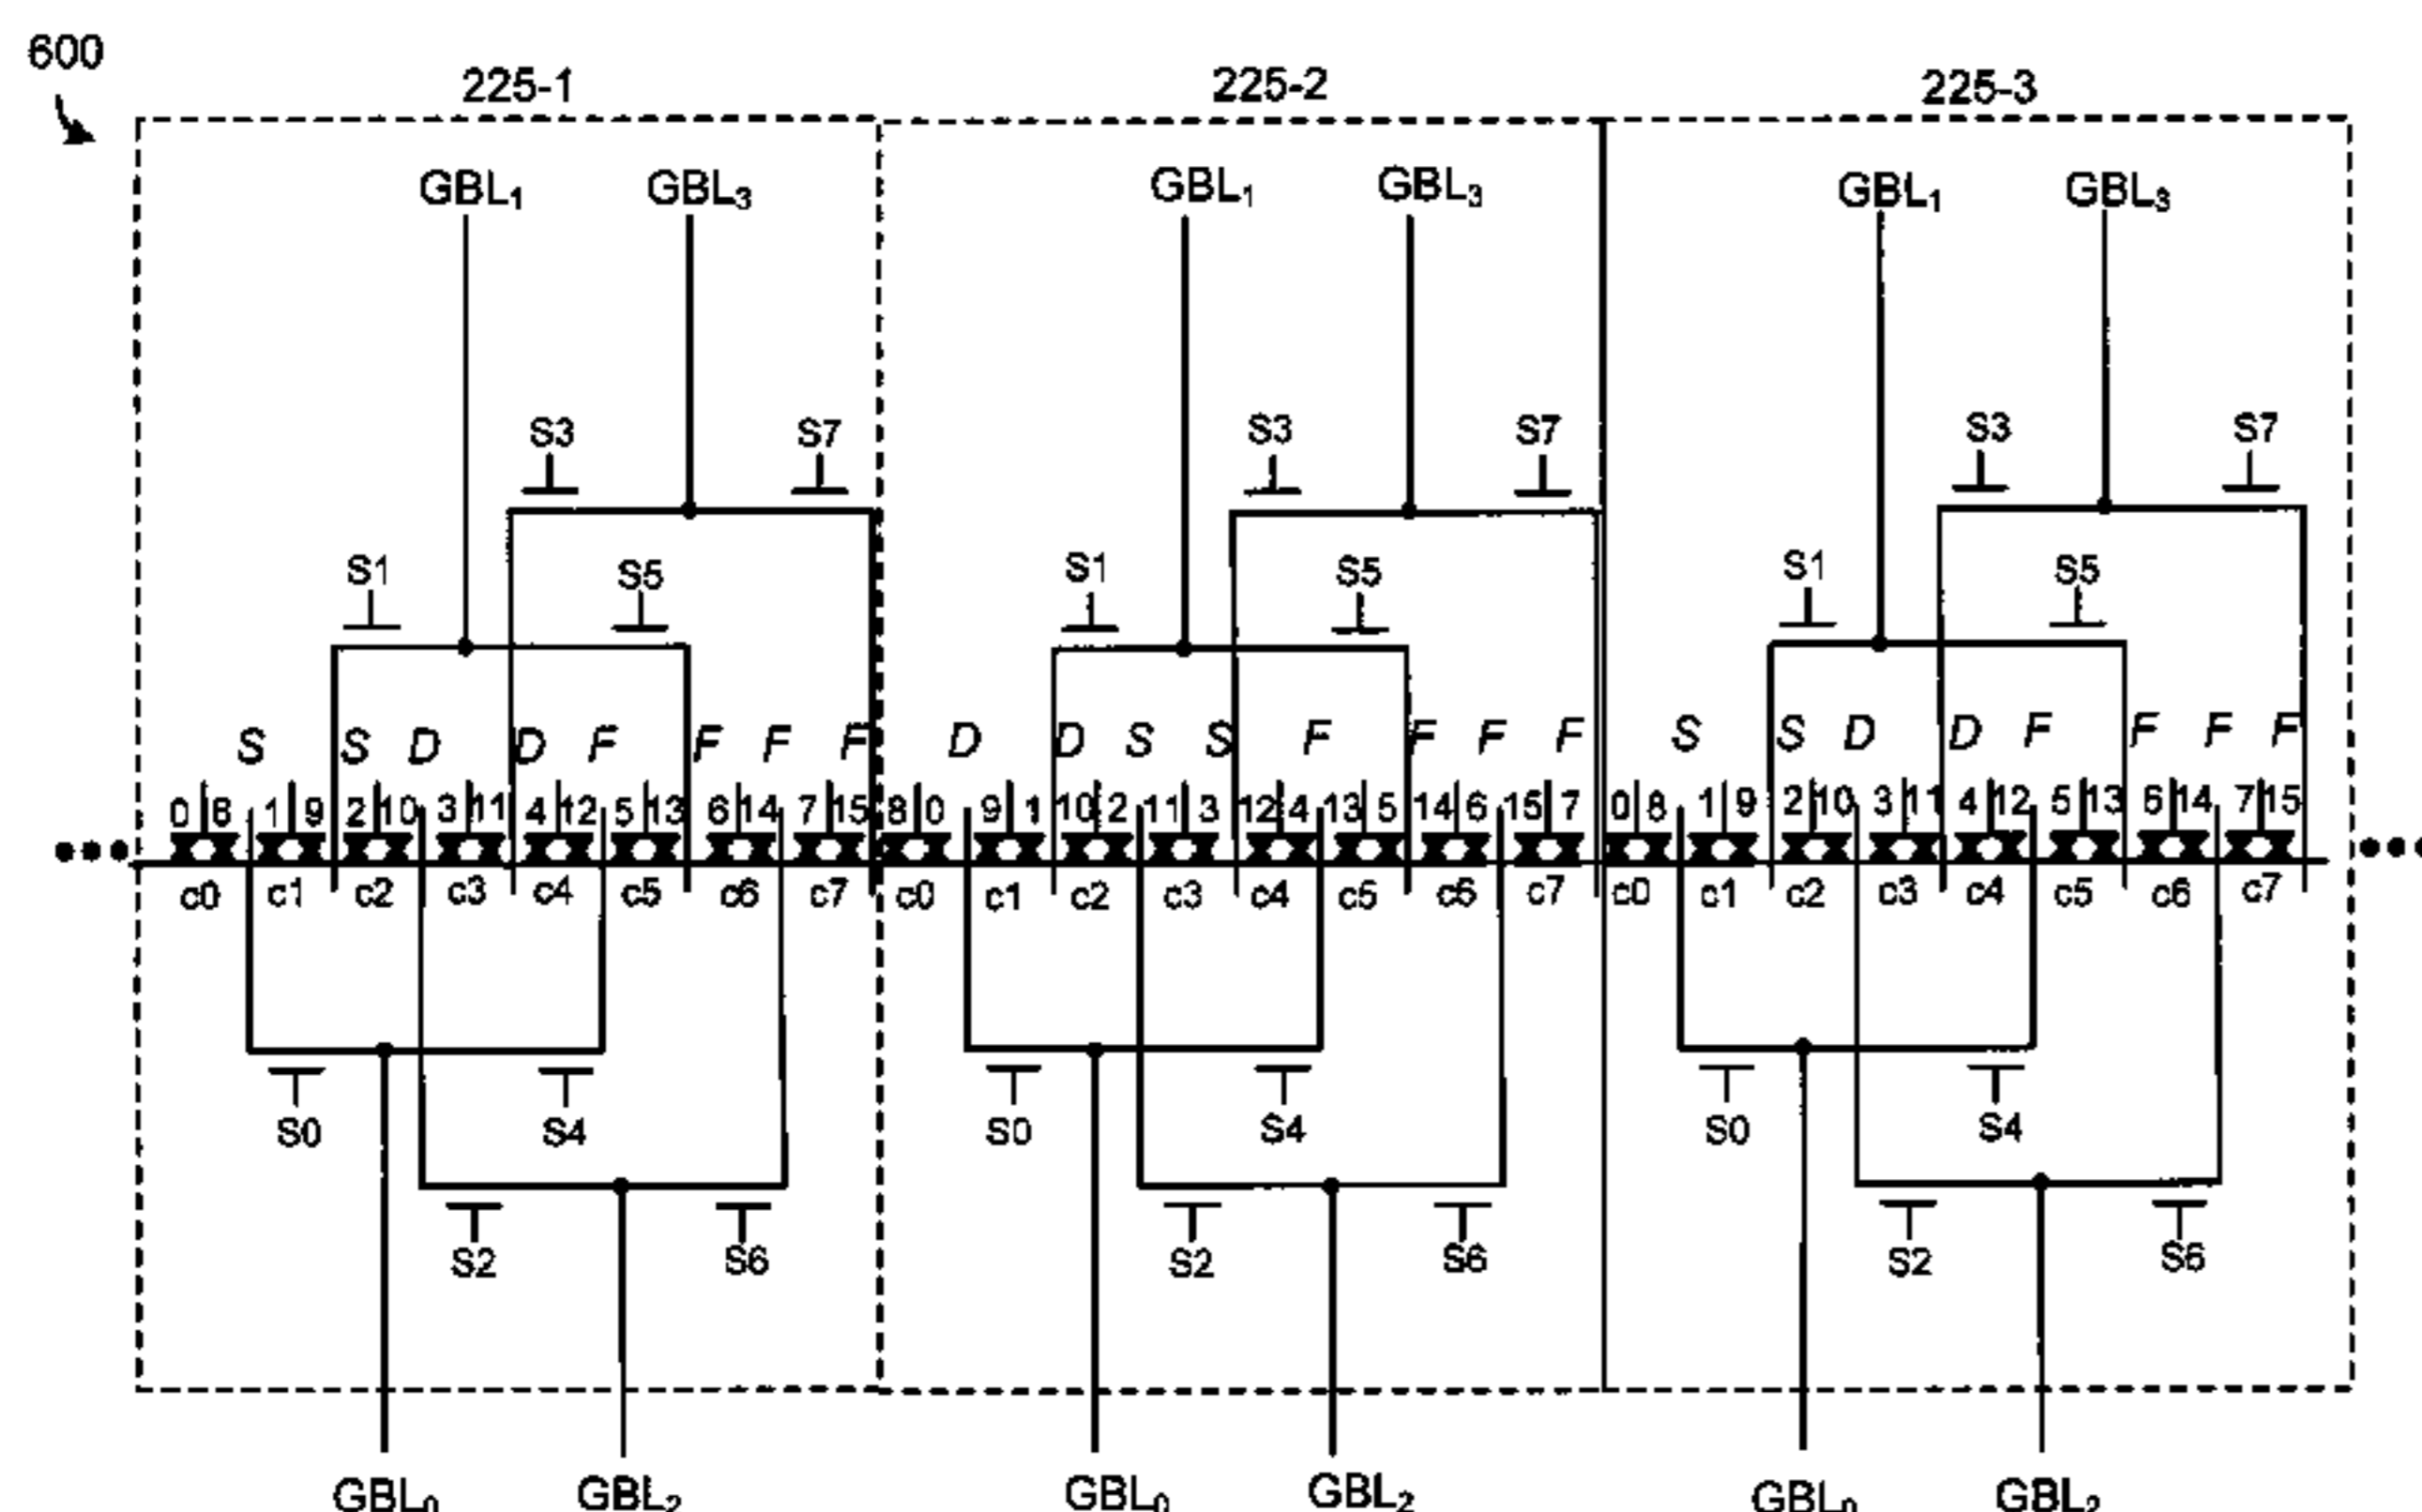 600
225-1 225-2 225-3
GBL₁ GBL₃ GBL₁ GBL₃ GBL₁ GBL₃
S3 S7 S3 S7 S3 S7
S1 S5 S1 S5 S1 S5
S S D D F F F F D D S S F F F F S S D D F F F F
0 8 1 9 2 10 3 11 4 12 5 13 6 14 7 15 8 0 9 1 10 2 11 3 12 4 13 5 14 6 15 7 0 8 1 9 2 10 3 11 4 12 5 13 6 14 7 15
c0 c1 c2 c3 c4 c5 c6 c7 c0 c1 c2 c3 c4 c5 c6 c7 c0 c1 c2 c3 c4 c5 c6 c7
S0 S4 S0 S4 S0 S4
S2 S6 S2 S6 S2 S6
GBL₀ GBL₂ GBL₀ GBL₂ GBL₀ GBL₂